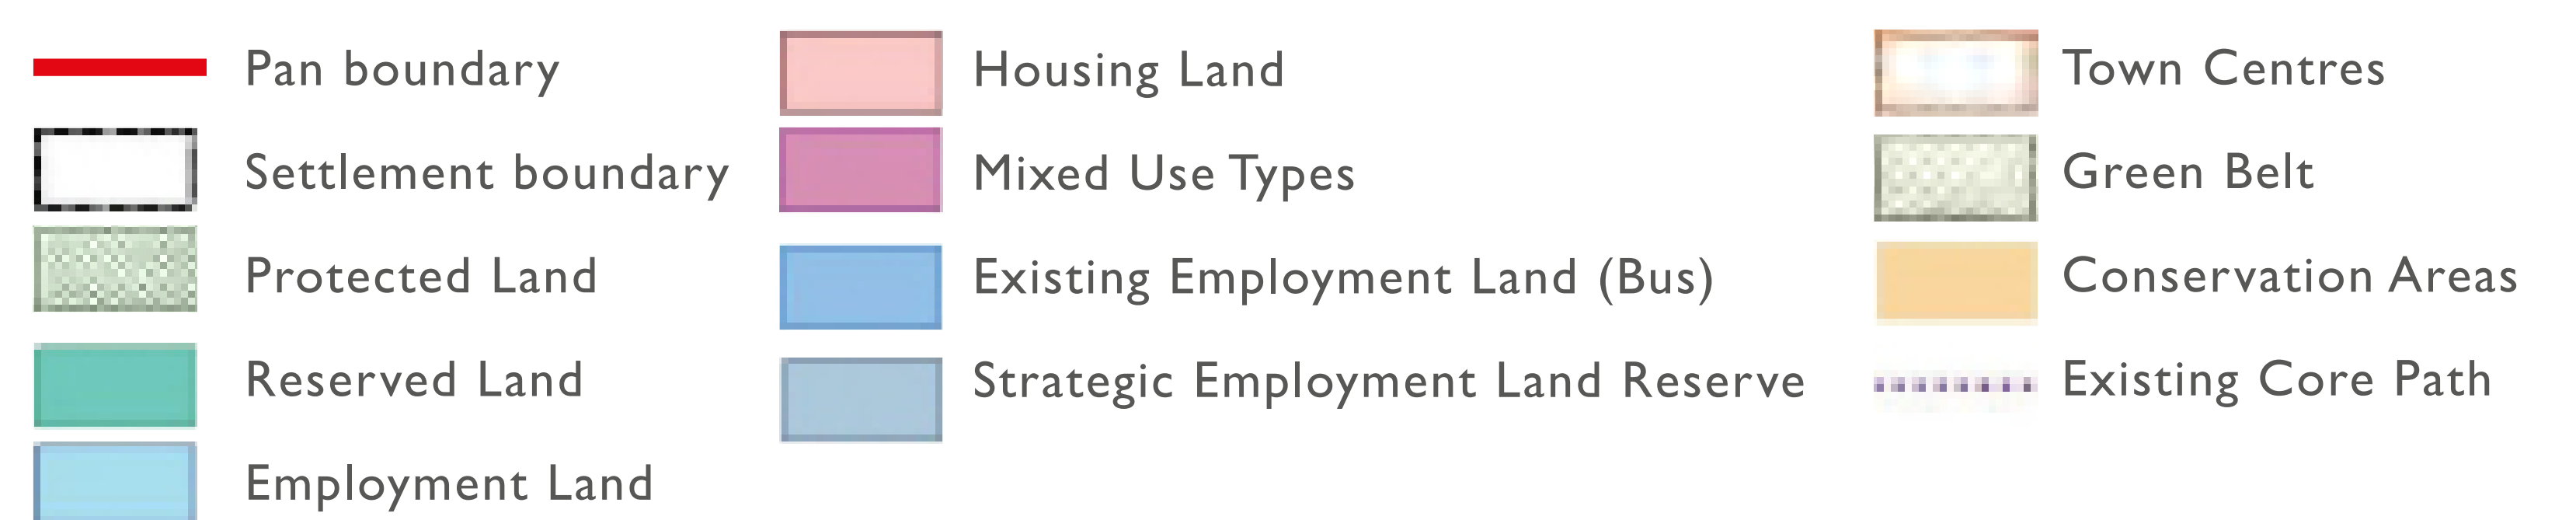 Pan boundary
Settlement boundary
Protected Land
Reserved Land
Employment Land
Housing Land
Mixed Use Types
Existing Employment Land (Bus)
Strategic Employment Land Reserve
Town Centres
Green Belt
Conservation Areas
Existing Core Path